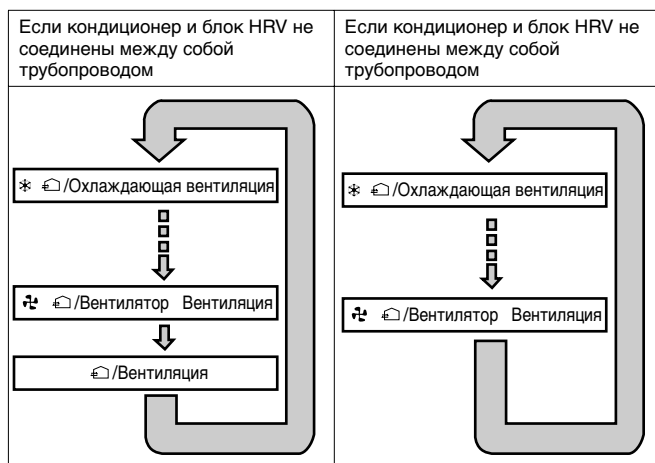 Если кондиционер и блок HRV не
соединены между собой
трубопроводом
Если кондиционер и блок HRV не
соединены между собой
трубопроводом
/Охлаждающая вентиляция
/Вентилятор Вентиляция
/Вентиляция
/Охлаждающая вентиляция
/Вентилятор Вентиляция